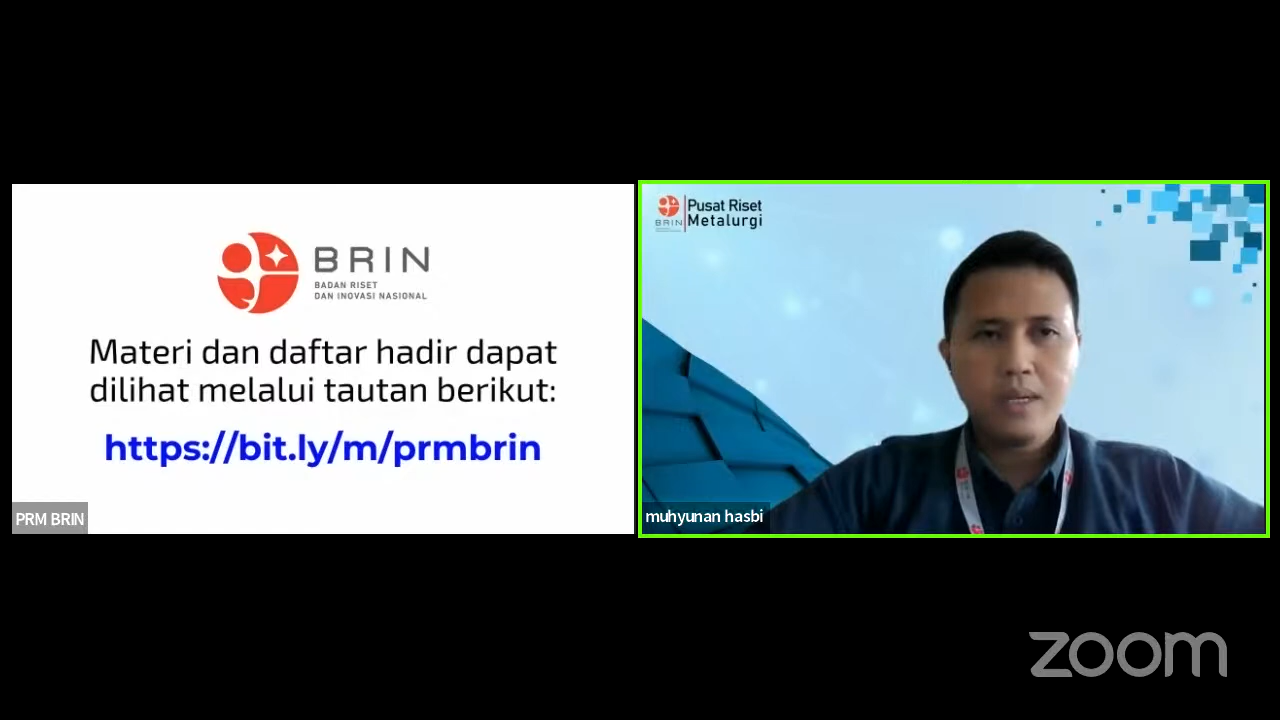 BRIN
BADAN RISET
DAN INOVASI NASIONAL
Materi dan daftar hadir dapat
dilihat melalui tautan berikut:
https://bit.ly/m/prmbrin
PRM BRIN
BRIN
Pusat Riset
Metalurgi
muhyunan hasbi
zoom